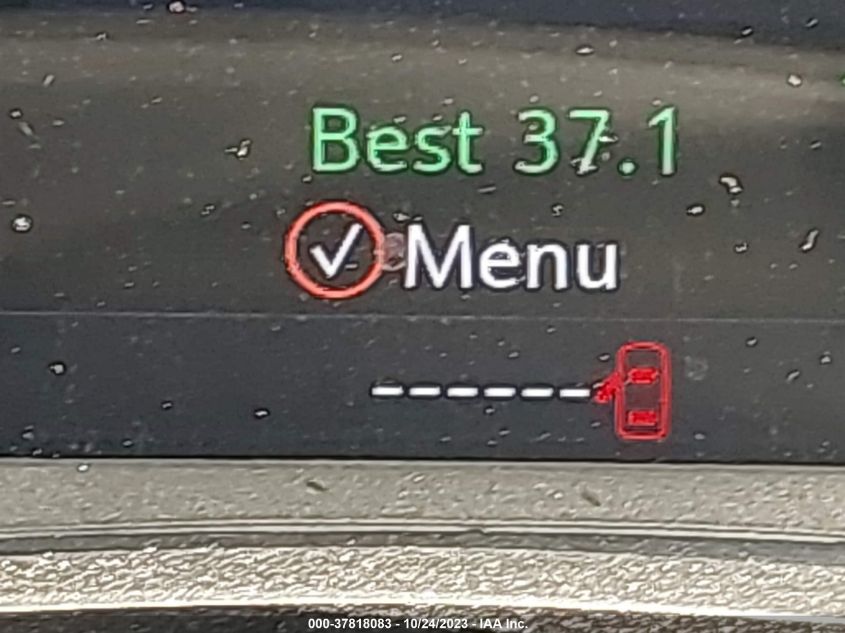 Best 37.1
Menu
------
000-37818083 - 10/24/2023 - IAA Inc.